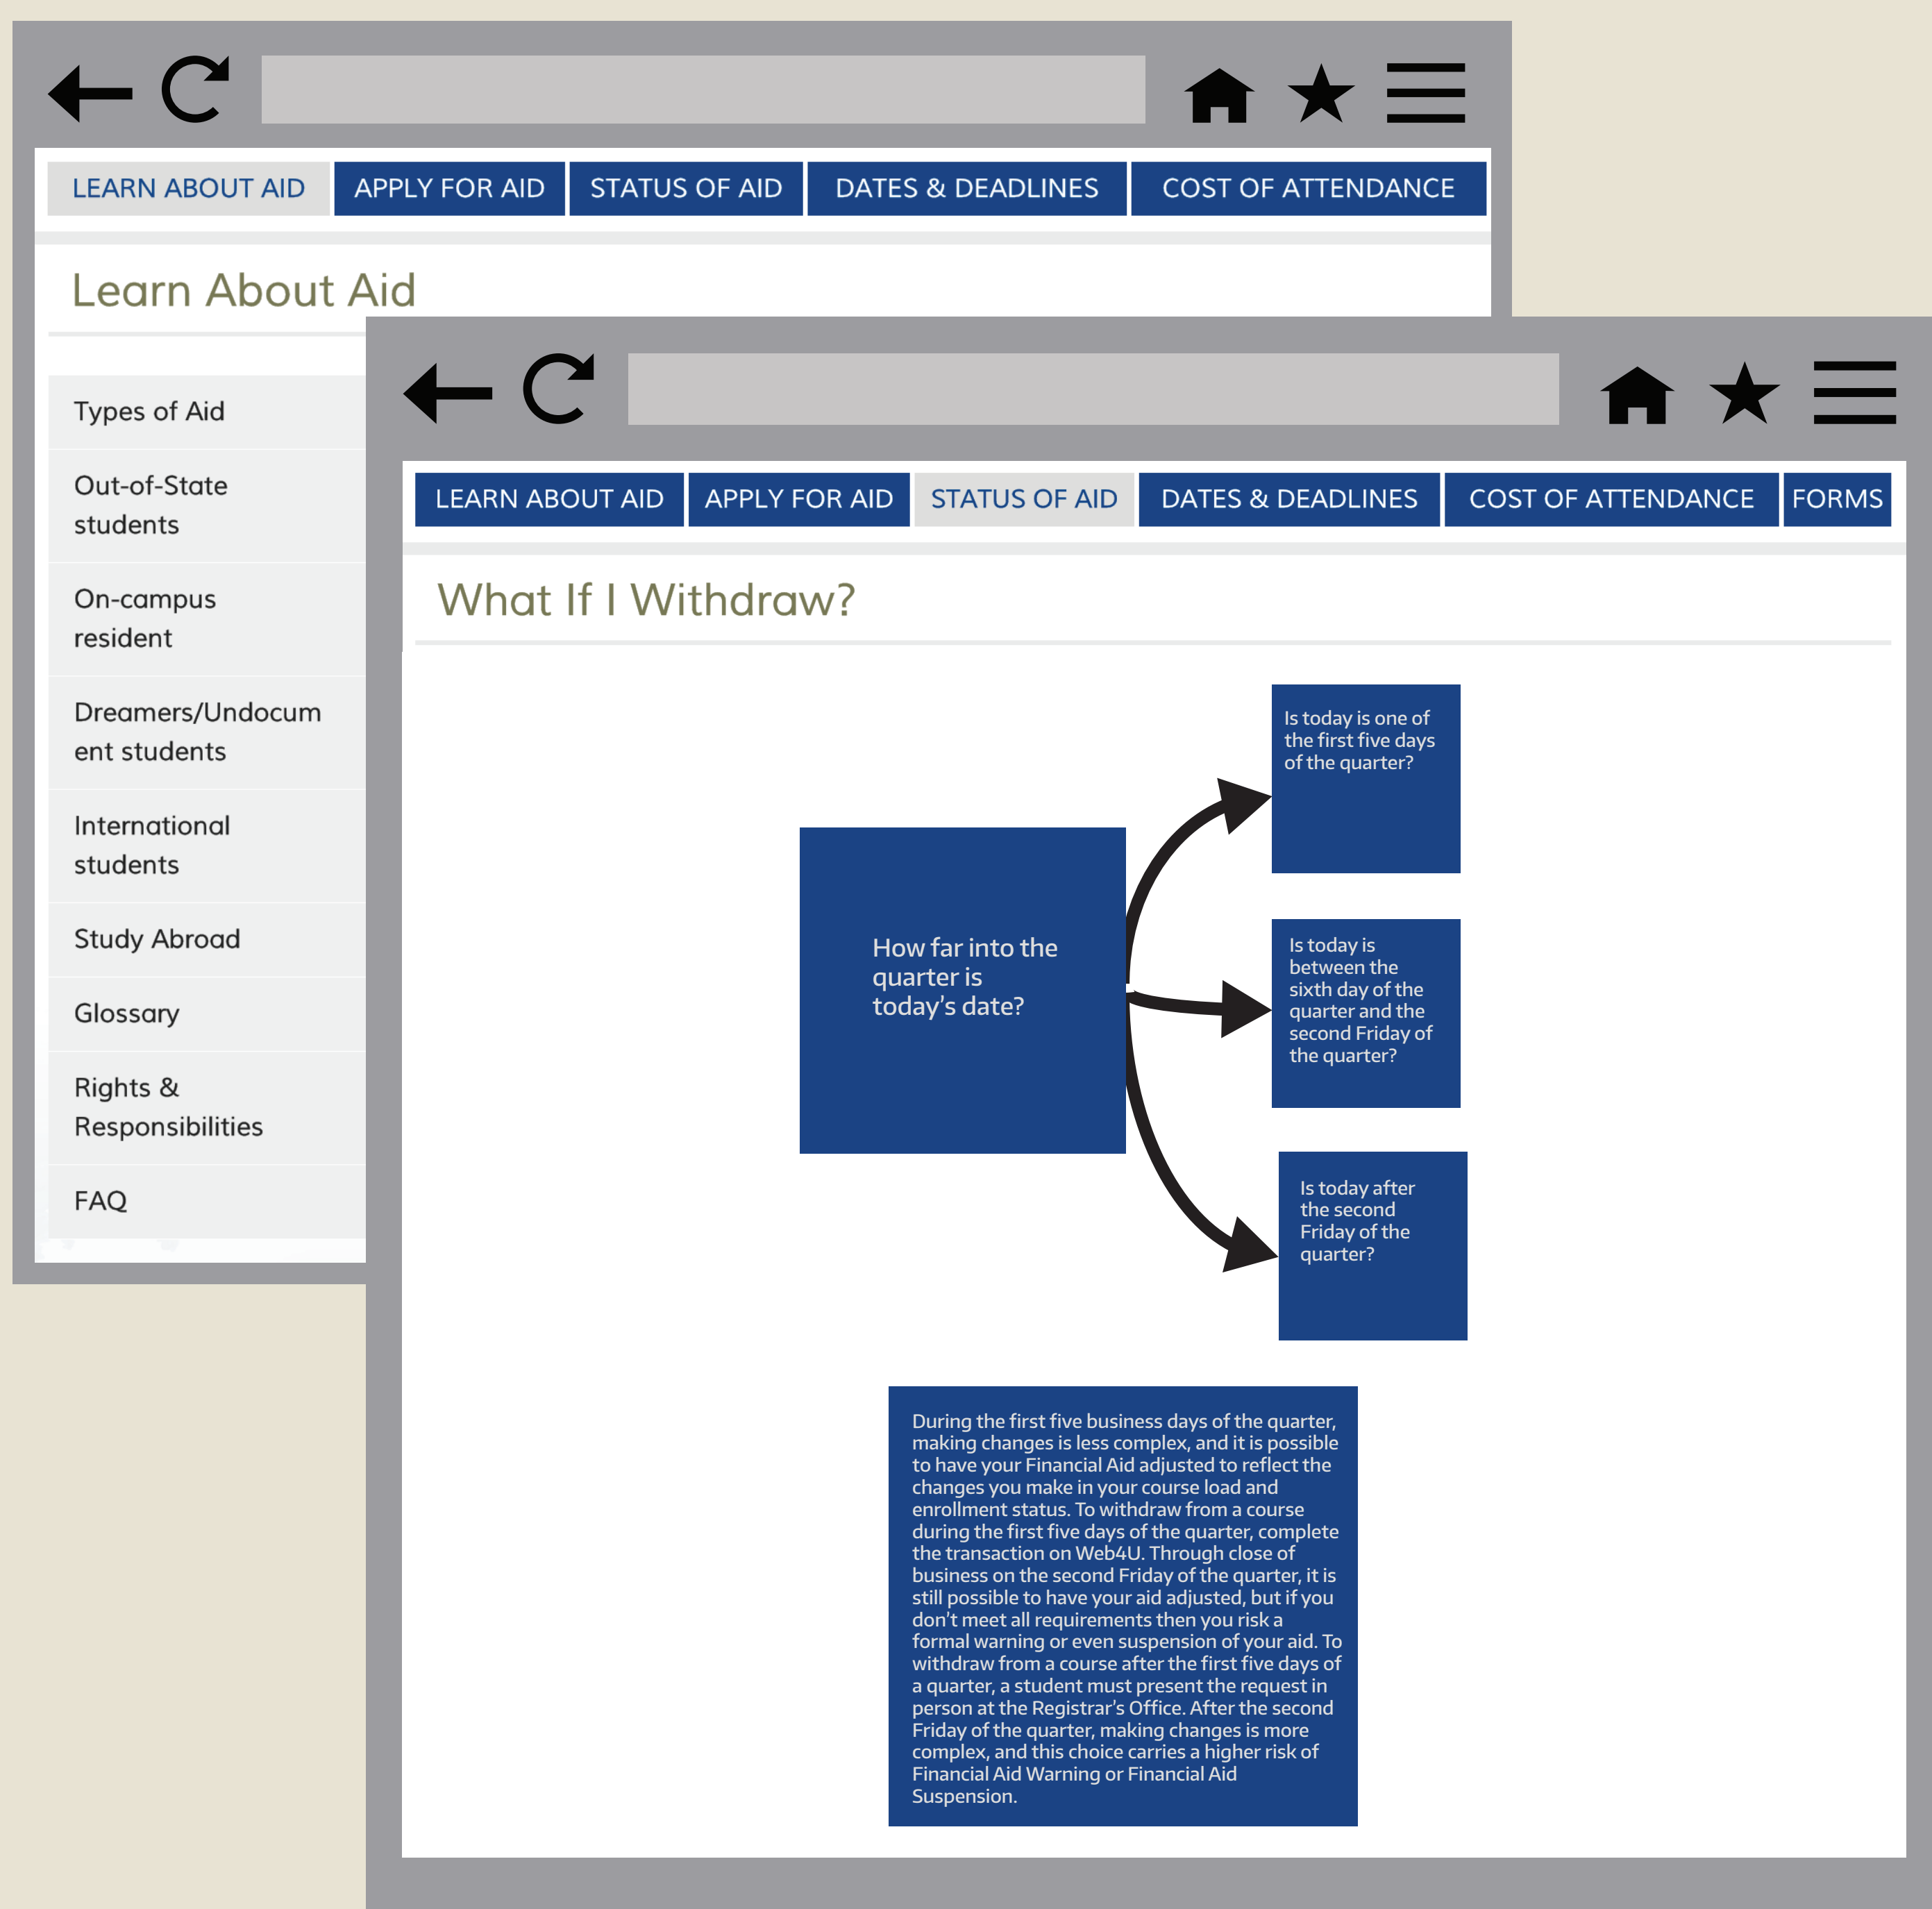 LEARN ABOUT AID
APPLY FOR AID
STATUS OF AID
DATES & DEADLINES
COST OF ATTENDANCE
Learn About Aid
Types of Aid
Out-of-State
students
On-campus
resident
Dreamers/Undocum
ent students
International
students
Study Abroad
Glossary
Rights &
Responsibilities
FAQ
LEARN ABOUT AID
APPLY FOR AID
STATUS OF AID
DATES & DEADLINES
COST OF ATTENDANCE
FORMS
What If I Withdraw?
How far into the
quarter is
today's date?
Is today is one of
the first five days
of the quarter?
Is today is
between the
sixth day of the
quarter and the
second Friday of
the quarter?
Is today after
the second
Friday of the
quarter?
During the first five business days of the quarter,
making changes is less complex, and it is possible
to have your Financial Aid adjusted to reflect the
changes you make in your course load and
enrollment status. To withdraw from a course
during the first five days of the quarter, complete
the transaction on Web4U. Through close of
business on the second Friday of the quarter, it is
still possible to have your aid adjusted, but if you
don't meet all requirements then you risk a
formal warning or even suspension of your aid. To
withdraw from a course after the first five days of
a quarter, a student must present the request in
person at the Registrar's Office. After the second
Friday of the quarter, making changes is more
complex, and this choice carries a higher risk of
Financial Aid Warning or Financial Aid
Suspension.